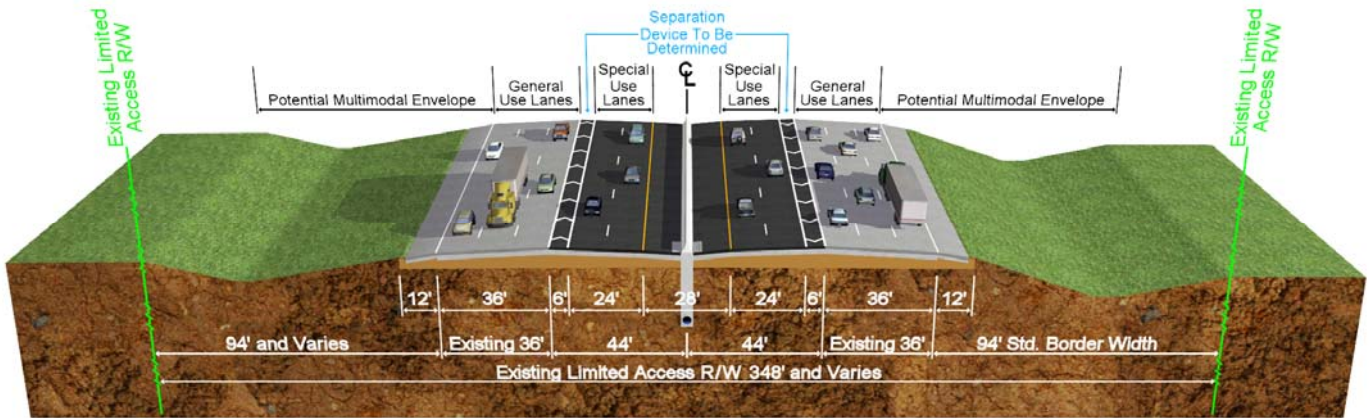 Separation
Device To Be
Determined
Existing Limited
Access R/W
Potential Multimodal Envelope
General
Use Lanes
Special
Use
Lanes
CL
Special
Use
Lanes
General
Use Lanes
Potential Multimodal Envelope
Existing Limited
Access R/W
12' 36' 6' 24' 28' 24' 6' 36' 12'
94' and Varies Existing 36' 44' 44' Existing 36' 94' Std. Border Width
Existing Limited Access R/W 348' and Varies